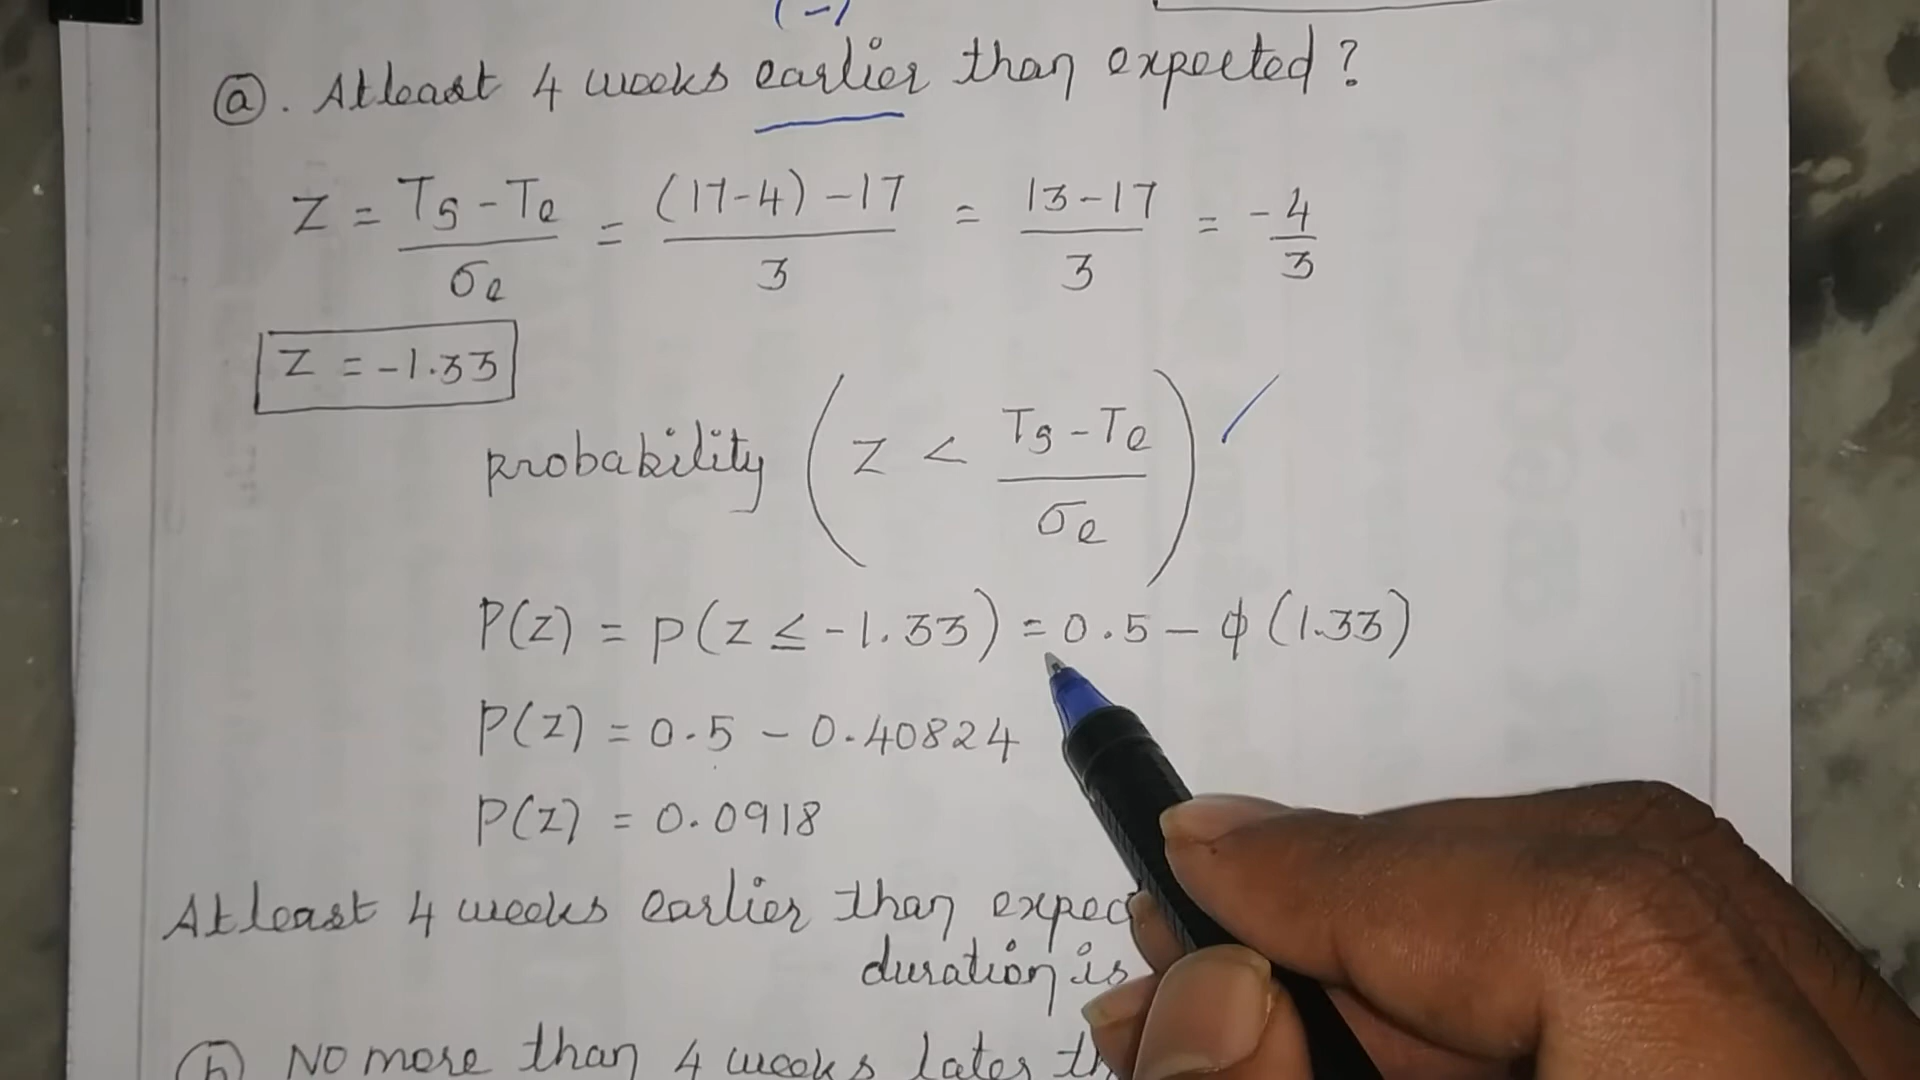 (-)
ⓐ. Atleast 4 weeks earlier than expected?
Z = Ts - Te / σe = (17-4) - 17 / 3 = 13 - 17 / 3 = - 4/3
Z = -1.33
probability ( Z < Ts - Te / σe )
P(z) = p(z ≤ -1.33) = 0.5 - ϕ(1.33)
P(z) = 0.5 - 0.40824
P(z) = 0.0918
Atleast 4 weeks earlier than
duration is
ⓑ No more than 4 weeks later